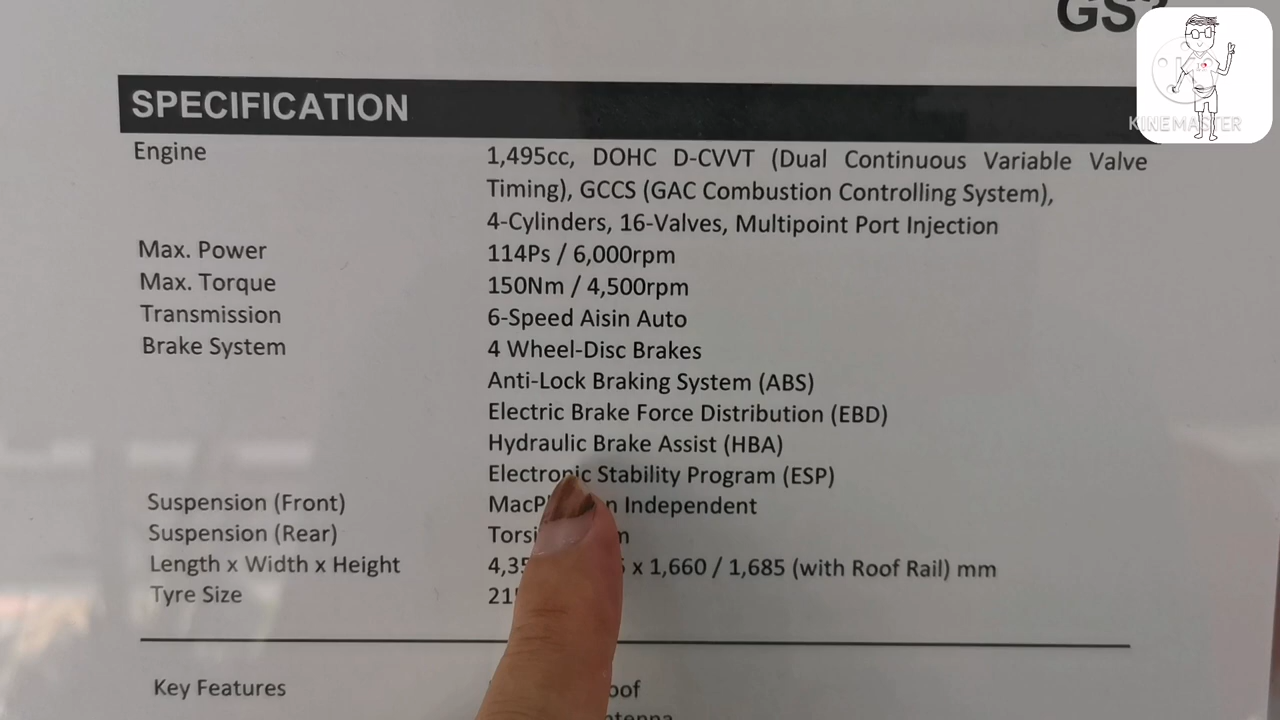 GS3
SPECIFICATION
KINEMASTER
Engine 1,495cc, DOHC D-CVVT (Dual Continuous Variable Valve
Timing), GCCS (GAC Combustion Controlling System),
4-Cylinders, 16-Valves, Multipoint Port Injection
Max. Power 114Ps / 6,000rpm
Max. Torque 150Nm / 4,500rpm
Transmission 6-Speed Aisin Auto
Brake System 4 Wheel-Disc Brakes
Anti-Lock Braking System (ABS)
Electric Brake Force Distribution (EBD)
Hydraulic Brake Assist (HBA)
Electronic Stability Program (ESP)
Suspension (Front) Independent
Suspension (Rear)
Length x Width x Height x 1,660 / 1,685 (with Roof Rail) mm
Tyre Size
Key Features